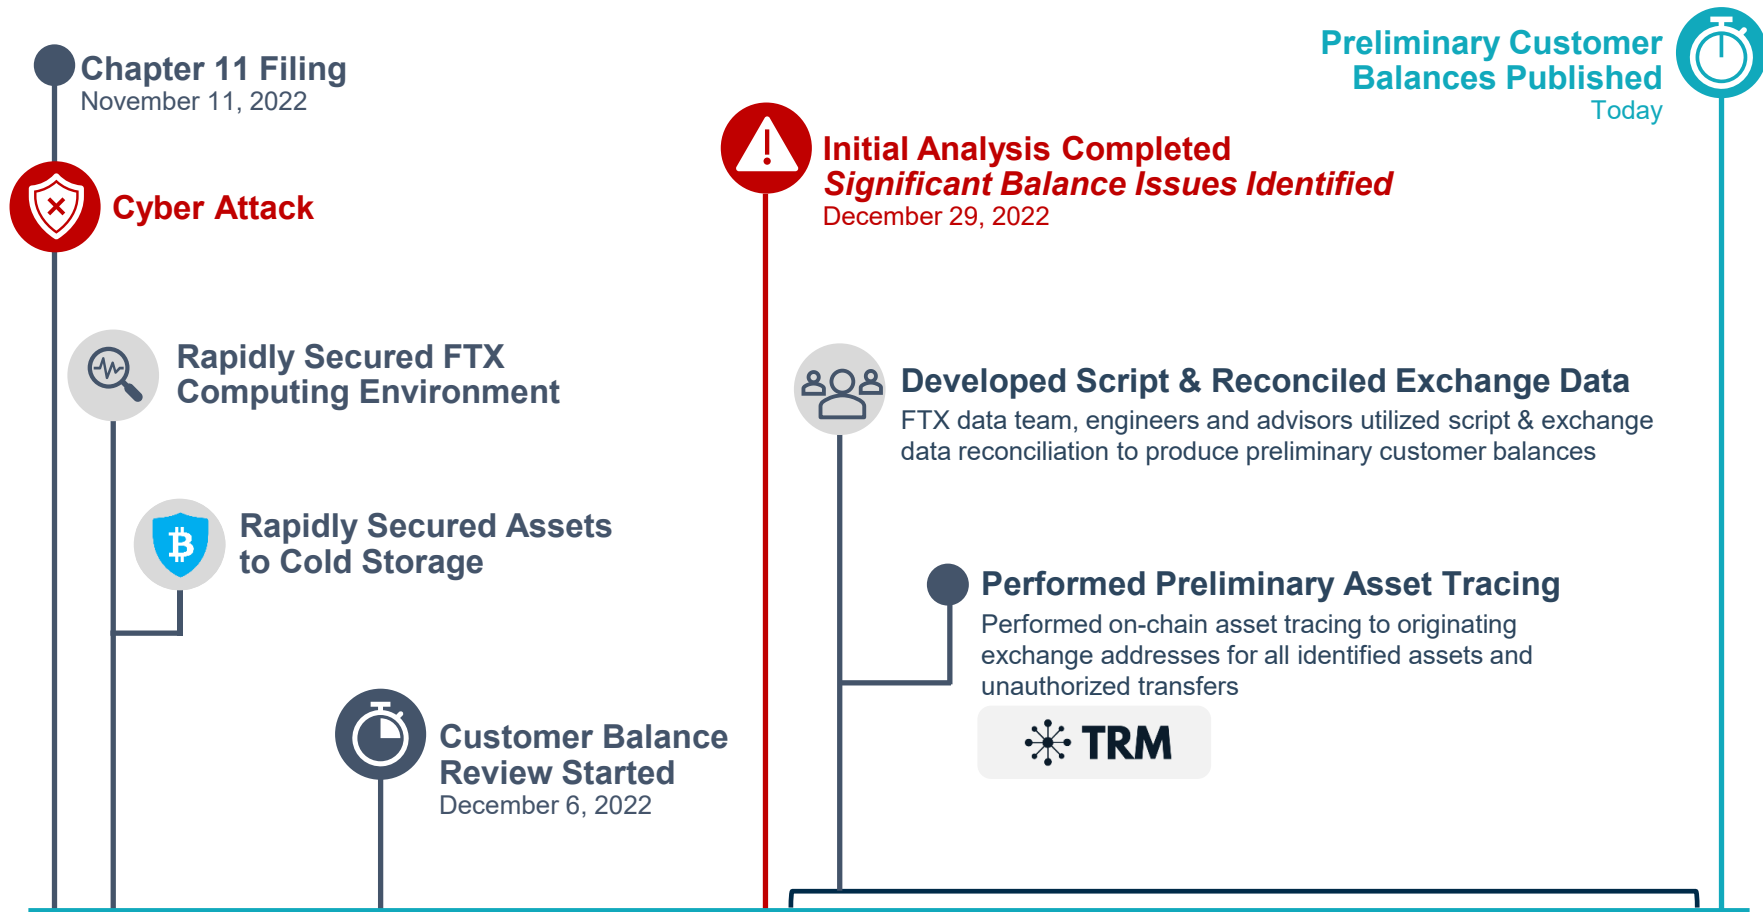 Chapter 11 Filing
November 11, 2022
Cyber Attack
Rapidly Secured FTX
Computing Environment
Rapidly Secured Assets
to Cold Storage
Customer Balance
Review Started
December 6, 2022
Initial Analysis Completed
Significant Balance Issues Identified
December 29, 2022
Developed Script & Reconciled Exchange Data
FTX data team, engineers and advisors utilized script & exchange
data reconciliation to produce preliminary customer balances
Performed Preliminary Asset Tracing
Performed on-chain asset tracing to originating
exchange addresses for all identified assets and
unauthorized transfers
TRM
Preliminary Customer
Balances Published
Today